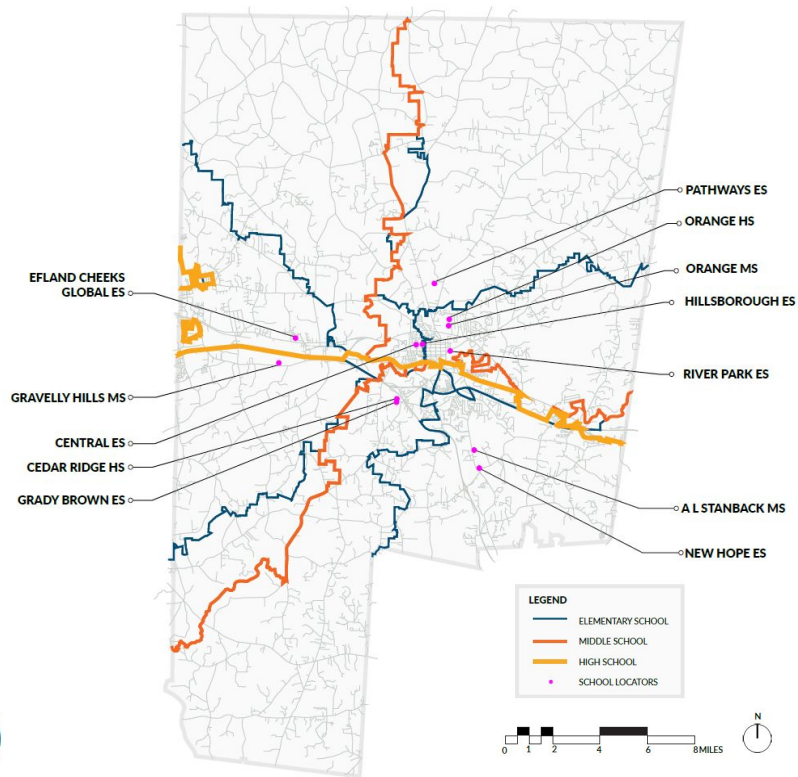 PATHWAYS ES
ORANGE HS
ORANGE MS
HILLSBOROUGH ES
RIVER PARK ES
A L STANBACK MS
NEW HOPE ES
EFLAND CHEEKS
GLOBAL ES
GRAVELLY HILLS MS
CENTRAL ES
CEDAR RIDGE HS
GRADY BROWN ES
LEGEND
ELEMENTARY SCHOOL
MIDDLE SCHOOL
HIGH SCHOOL
SCHOOL LOCATORS
0 1 2 4 6 8 MILES
N